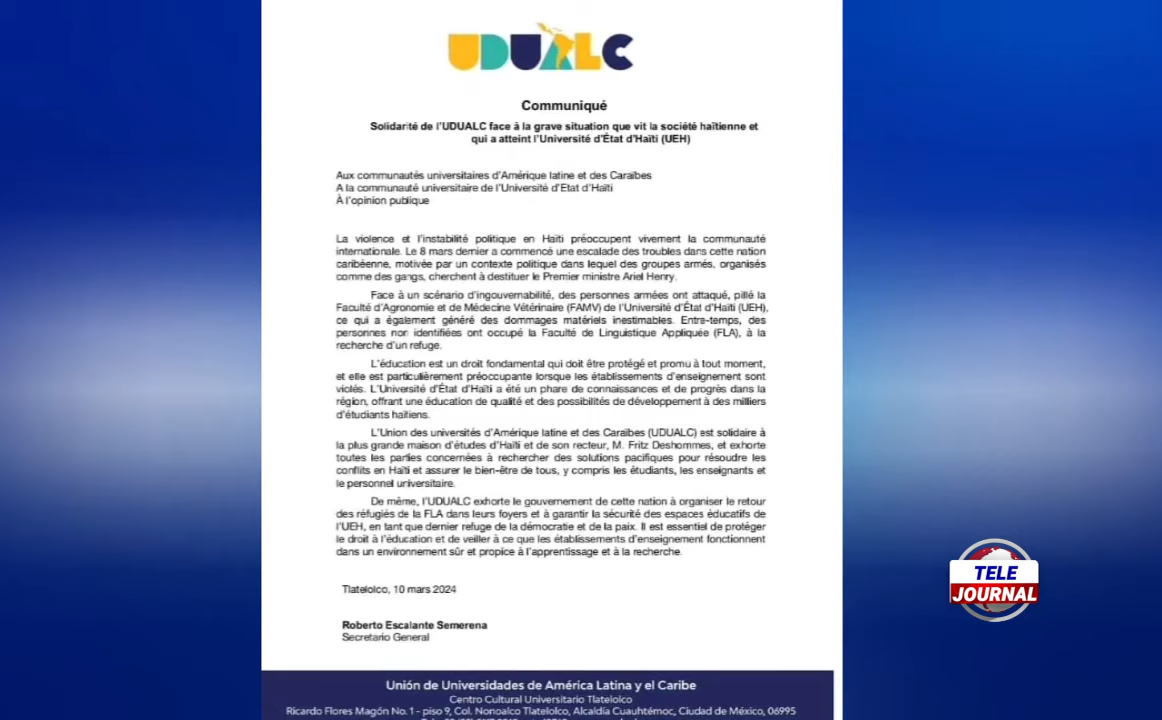 UDUALC
Communiqué
Solidarité de l'UDUALC face à la grave situation que vit la société haïtienne et
qui a atteint l'Université d'État d'Haïti (UEH)
Aux communautés universitaires d'Amérique latine et des Caraïbes
A la communauté universitaire de l'Université d'Etat d'Haïti
À l'opinion publique
La violence et l'instabilité politique en Haïti préoccupent vivement la communauté
internationale. Le 8 mars dernier a commencé une escalade des troubles dans cette nation
caribéenne, motivée par un contexte politique dans lequel des groupes armés, organisés
comme des gangs, cherchent à destituer le Premier ministre Ariel Henry.
Face à un scénario d'ingouvernabilité, des personnes armées ont attaqué, pillé la
Faculté d'Agronomie et de Médecine Vétérinaire (FAMV) de l'Université d'État d'Haïti (UEH),
ce qui a également généré des dommages matériels inestimables. Entre-temps, des
personnes non identifiées ont occupé la Faculté de Linguistique Appliquée (FLA), à la
recherche d'un refuge.
L'éducation est un droit fondamental qui doit être protégé et promu à tout moment,
et elle est particulièrement préoccupante lorsque les établissements d'enseignement sont
violés. L'Université d'État d'Haïti a été un phare de connaissances et de progrès dans la
région, offrant une éducation de qualité et des possibilités de développement à des milliers
d'étudiants haïtiens.
L'Union des universités d'Amérique latine et des Caraïbes (UDUALC) est solidaire à
la plus grande maison d'études d'Haïti et de son recteur, M. Fritz Deshommes, et exhorte
toutes les parties concernées à rechercher des solutions pacifiques pour résoudre les
conflits en Haïti et assurer le bien-être de tous, y compris les étudiants, les enseignants et
le personnel universitaire.
De même, l'UDUALC exhorte le gouvernement de cette nation à organiser le retour
des réfugiés de la FLA dans leurs foyers et à garantir la sécurité des espaces éducatifs de
l'UEH, en tant que dernier refuge de la démocratie et de la paix. Il est essentiel de protéger
le droit à l'éducation et de veiller à ce que les établissements d'enseignement fonctionnent
dans un environnement sûr et propice à l'apprentissage et à la recherche.
Tlatelolco, 10 mars 2024
Roberto Escalante Semerena
Secretario General
Unión de Universidades de América Latina y el Caribe
Centro Cultural Universitario Tlatelolco
Ricardo Flores Magón No. 1 - piso 9, Col. Nonoalco Tlatelolco, Alcaldía Cuauhtémoc, Ciudad de México, 06995
TELE
JOURNAL